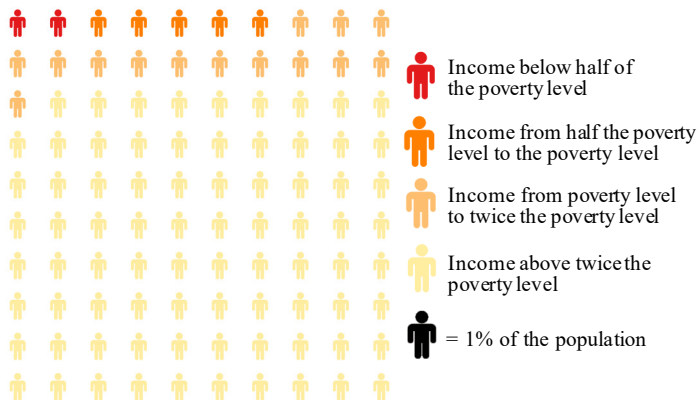 Income below half of
the poverty level
Income from half the poverty
level to the poverty level
Income from poverty level
to twice the poverty level
Income above twice the
poverty level
= 1% of the population